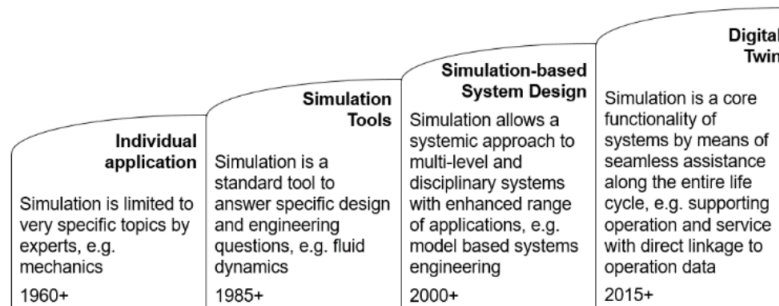 Individual
application
Simulation is limited to
very specific topics by
experts, e.g.
mechanics
1960+
Simulation
Tools
Simulation is a
standard tool to
answer specific design
and engineering
questions, e.g. fluid
dynamics
1985+
Simulation-based
System Design
Simulation allows a
systemic approach to
multi-level and
disciplinary systems
with enhanced range
of applications, e.g.
model based systems
engineering
2000+
Digital
Twin
Simulation is a core
functionality of
systems by means of
seamless assistance
along the entire life
cycle, e.g. supporting
operation and service
with direct linkage to
operation data
2015+